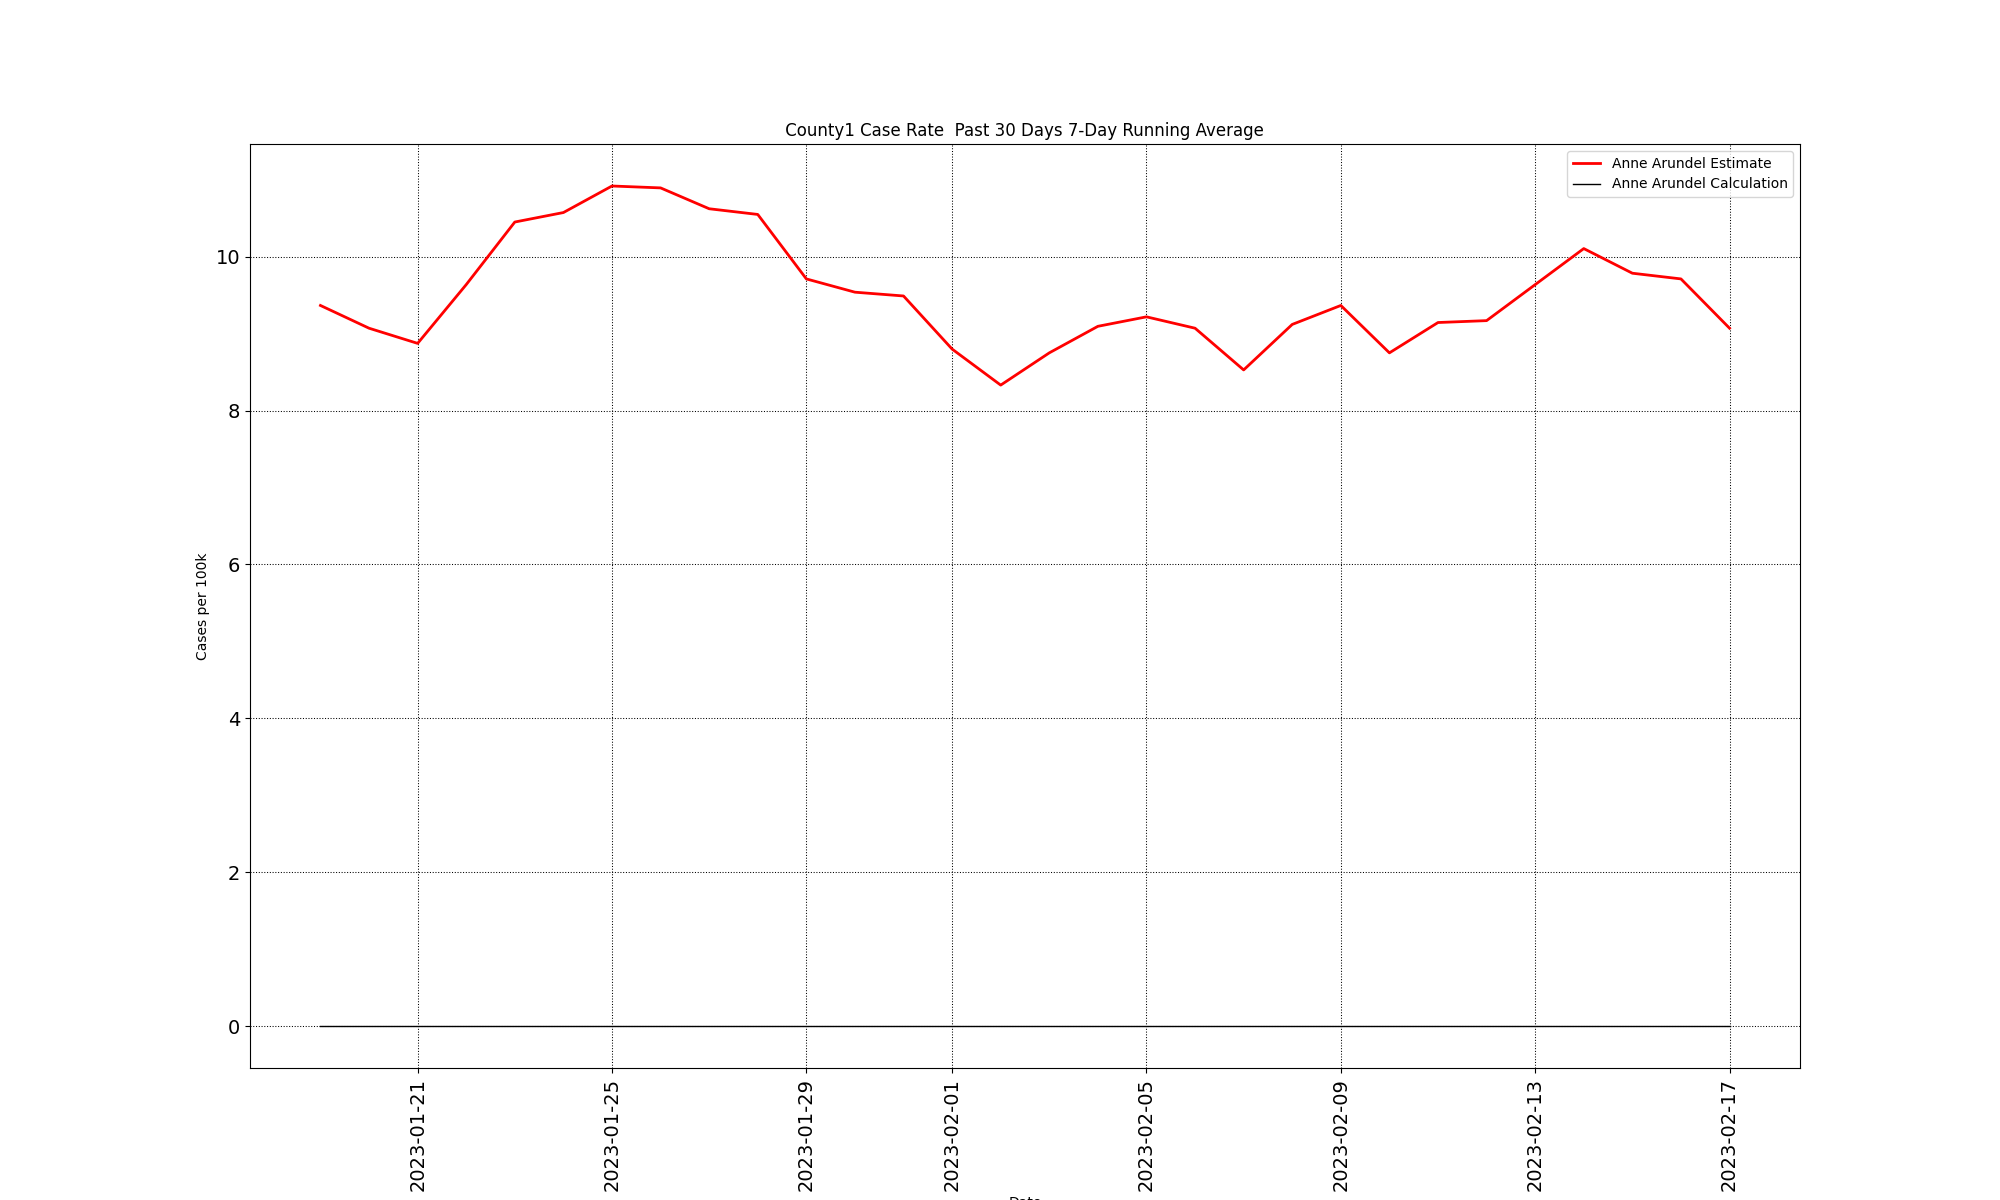 County1 Case Rate  Past 30 Days 7-Day Running Average
Anne Arundel Estimate
Anne Arundel Calculation
10
8
6
4
2
0
Cases per 100k
2023-01-21
2023-01-25
2023-01-29
2023-02-01
2023-02-05
2023-02-09
2023-02-13
2023-02-17
Date